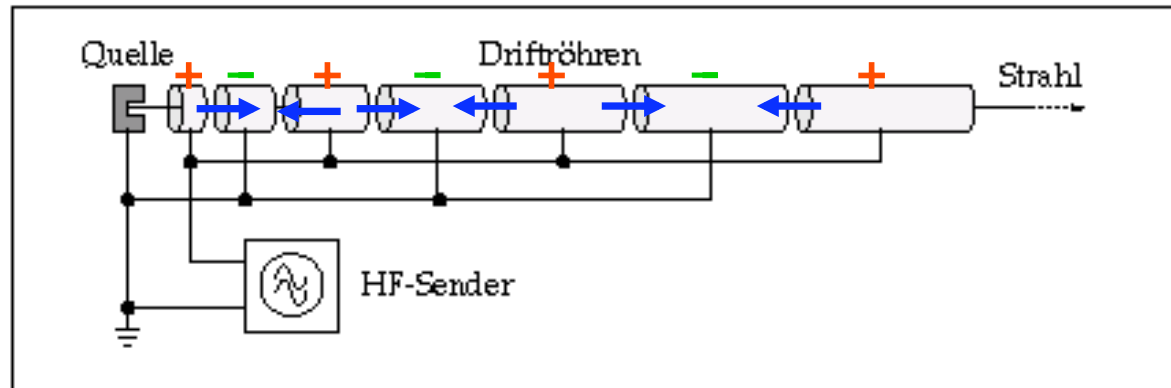 Quelle
Driftröhren
Strahl
+ − + − + − +
HF-Sender